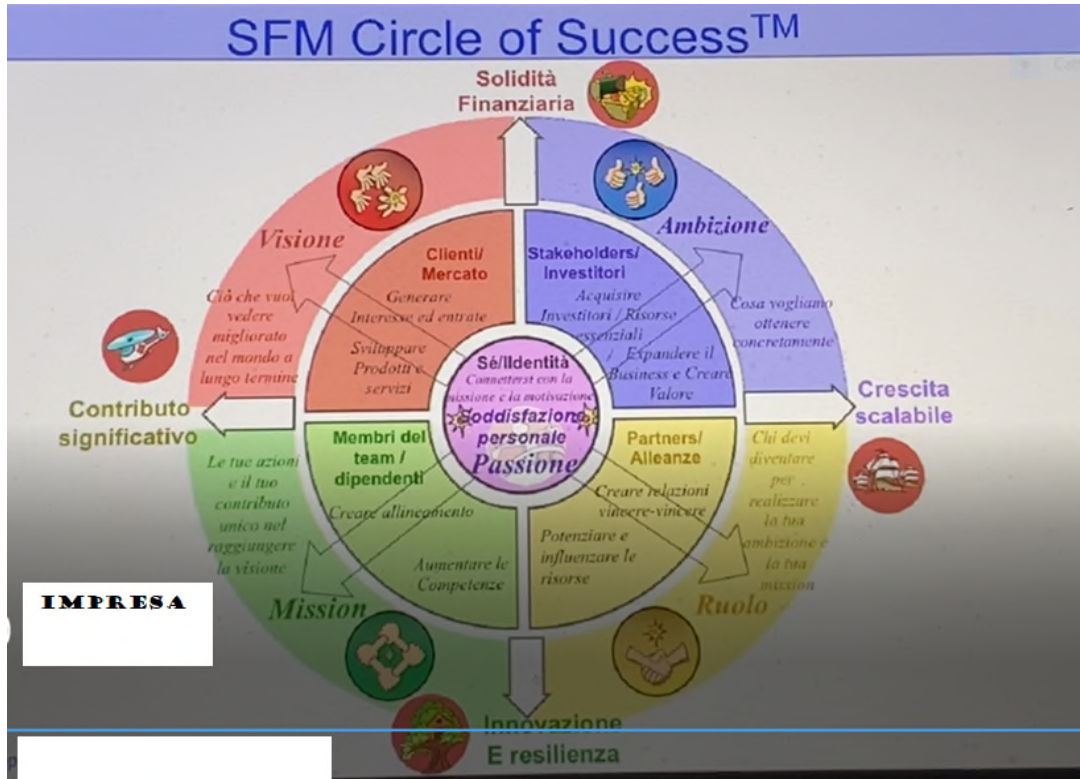 SFM Circle of Success™
Solidità
Finanziaria
Visione
Ambizione
Clienti/
Mercato
Generare
Interesse ed entrate
Sviluppare
Prodotti e
servizi
Stakeholders/
Investitori
Acquisire
Investitori / Risorse
essenziali
/ Expandere il
Business e Creare
Valore
Ciò che vuoi
vedere
migliorato
nel mondo a
lungo termine
Cosa vogliamo
ottenere
concretamente
Sé/lIdentità
Connettersi con la
missione e la motivazione
Soddisfazione
personale
Passione
Contributo
significativo
Crescita
scalabile
Membri del
team /
dipendenti
Creare allineamento
Aumentare le
Competenze
Partners/
Alleanze
Creare relazioni
vincere-vincere
Potenziare e
influenzare le
risorse
Le tue azioni
e il tuo
contributo
unico nel
raggiungere
la visione
Chi devi
diventare
per
realizzare
la tua
ambizione e
la tua
mission
Mission
Ruolo
IMPRESA
Innovazione
E resilienza